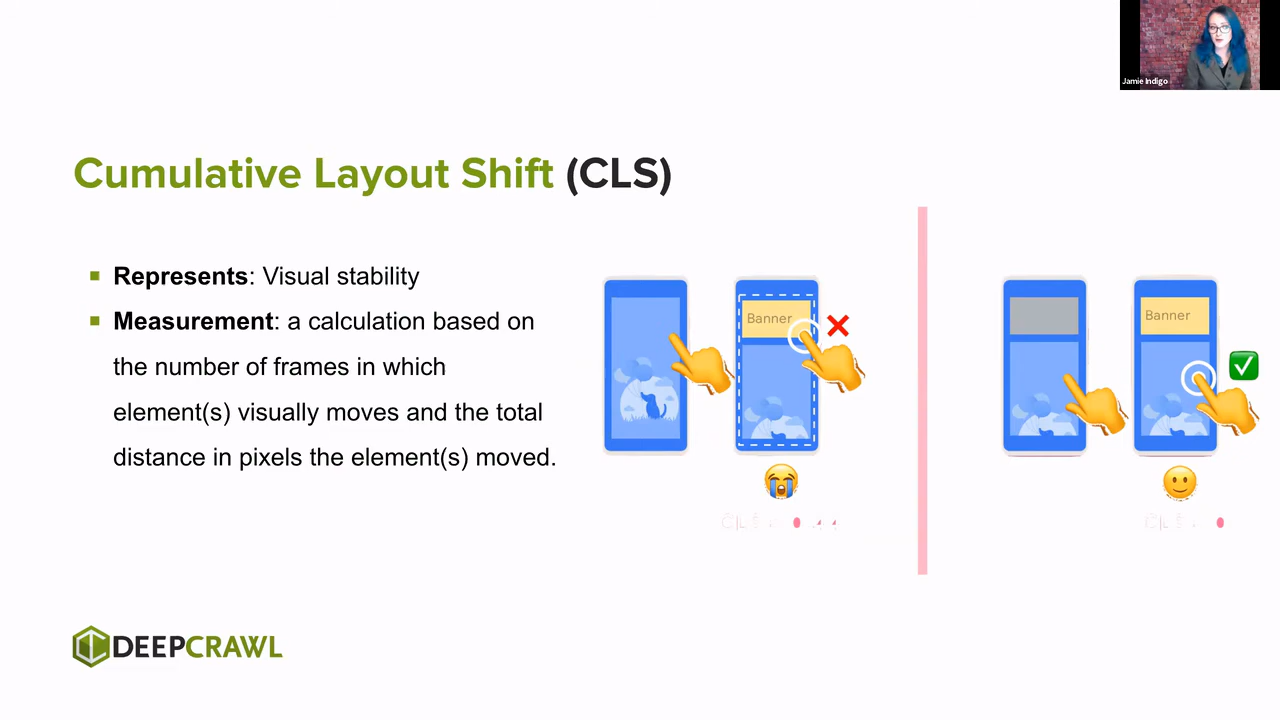 Jamie Indigo
Cumulative Layout Shift (CLS)
Represents: Visual stability
Measurement: a calculation based on
the number of frames in which
element(s) visually moves and the total
distance in pixels the element(s) moved.
Banner
Banner
DEEPCRAWL